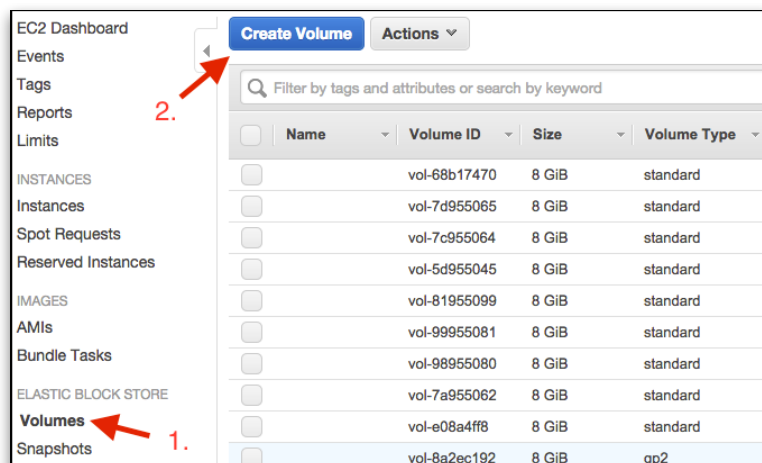 EC2 Dashboard
Events
Tags
Reports
Limits
INSTANCES
Instances
Spot Requests
Reserved Instances
IMAGES
AMIs
Bundle Tasks
ELASTIC BLOCK STORE
Volumes
1.
Snapshots
Create Volume Actions
2.
Filter by tags and attributes or search by keyword
Name Volume ID Size Volume Type
vol-68b17470 8 GiB standard
vol-7d955065 8 GiB standard
vol-7c955064 8 GiB standard
vol-5d955045 8 GiB standard
vol-81955099 8 GiB standard
vol-99955081 8 GiB standard
vol-98955080 8 GiB standard
vol-7a955062 8 GiB standard
vol-e08a4ff8 8 GiB standard
vol-8a2ec192 8 GiB gp2